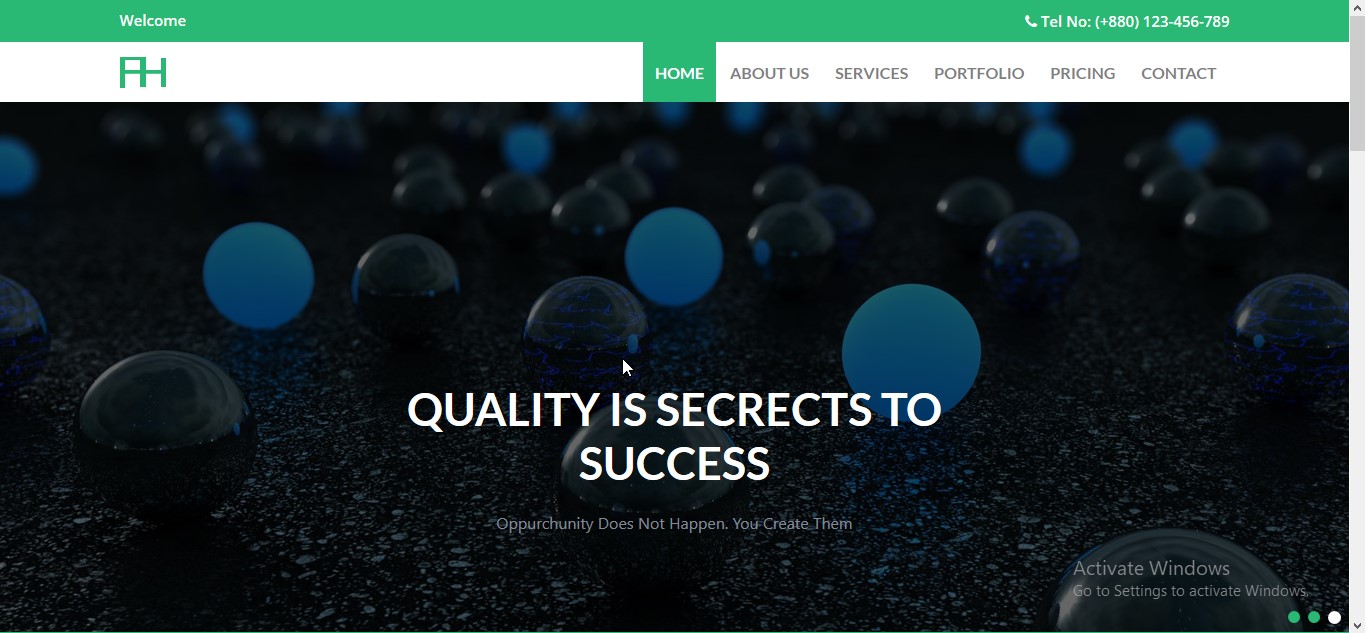 Welcome
Tel No: (+880) 123-456-789
AH
HOME ABOUT US SERVICES PORTFOLIO PRICING CONTACT
QUALITY IS SECRECTS TO
SUCCESS
Oppurchunity Does Not Happen. You Create Them
Activate Windows
Go to Settings to activate Windows.